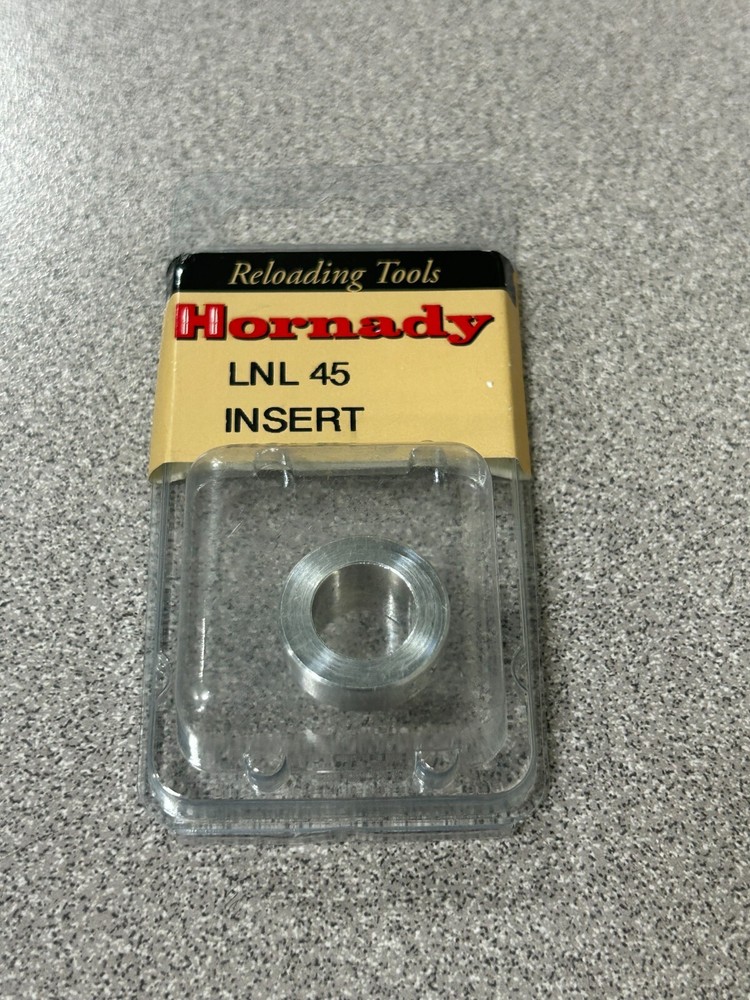 Reloading Tools
Hornady
LNL 45
INSERT